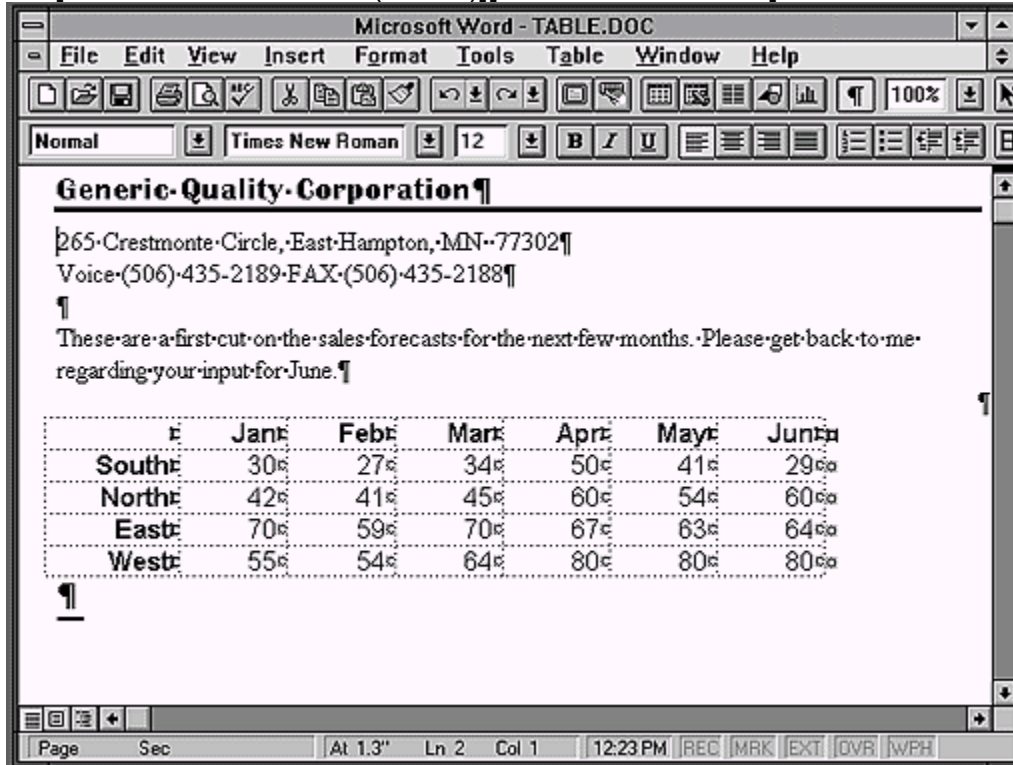 Microsoft Word - TABLE.DOC
File Edit View Insert Format Tools Table Window Help
100%
Normal Times New Roman 12 B I U
Generic·Quality·Corporation¶
265·Crestmonte·Circle,·East·Hampton,·MN··77302¶
Voice·(506)·435-2189·FAX·(506)·435-2188¶
¶
These·are·a·first·cut·on·the·sales·forecasts·for·the·next·few·months.·Please·get·back·to·me·
regarding·your·input·for·June.¶
¶
¤ Jan¤ Feb¤ Mar¤ Apr¤ May¤ Jun¤¤
South¤ 30¤ 27¤ 34¤ 50¤ 41¤ 29¤¤
North¤ 42¤ 41¤ 45¤ 60¤ 54¤ 60¤¤
East¤ 70¤ 59¤ 70¤ 67¤ 63¤ 64¤¤
West¤ 55¤ 54¤ 64¤ 80¤ 80¤ 80¤¤
¶
Page Sec At 1.3" Ln 2 Col 1 12:23 PM REC MRK EXT OVR WPH